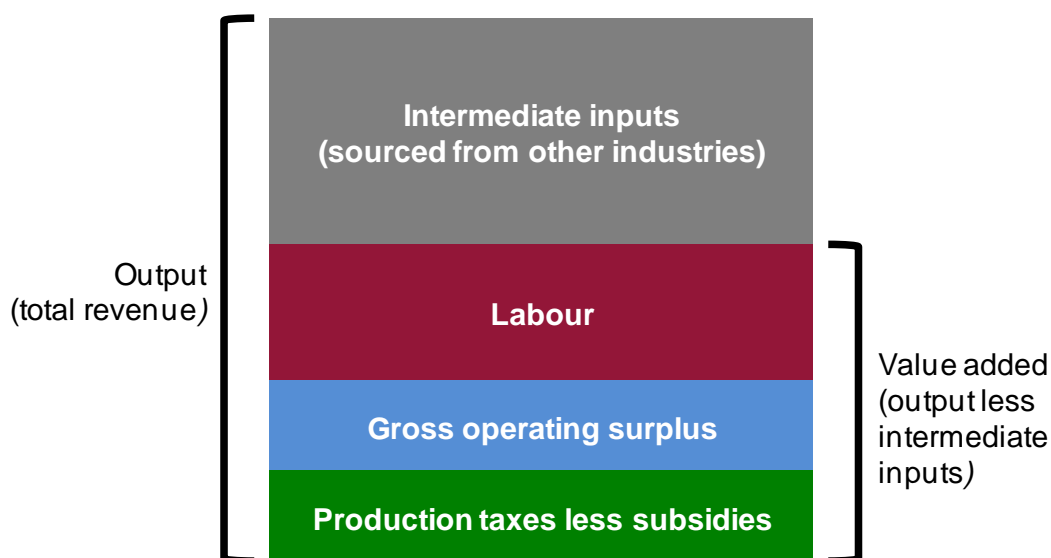 Intermediate inputs
(sourced from other industries)
Output
(total revenue)
Labour
Value added
(output less
intermediate
inputs)
Gross operating surplus
Production taxes less subsidies